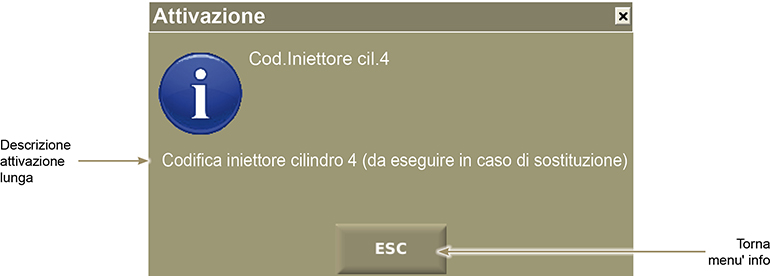 Attivazione
Cod.Iniettore cil.4
Descrizione
attivazione
lunga
Codifica iniettore cilindro 4 (da eseguire in caso di sostituzione)
ESC
Torna
menu' info